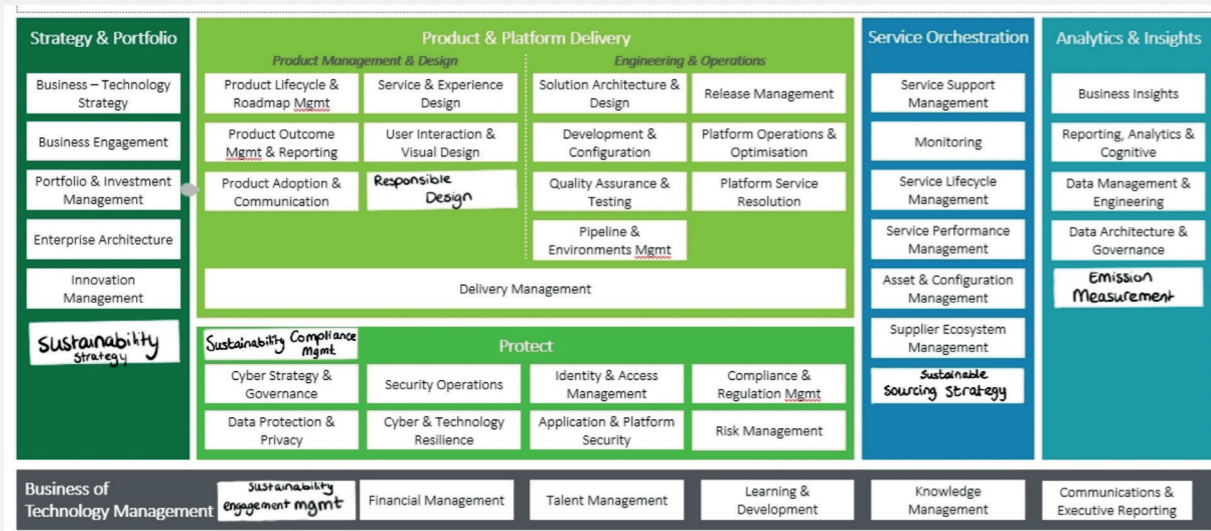 Strategy & Portfolio
Business – Technology
Strategy
Business Engagement
Portfolio & Investment
Management
Enterprise Architecture
Innovation
Management
Sustainability
Strategy
Product & Platform Delivery
Product Management & Design
Product Lifecycle &
Roadmap Mgmt
Service & Experience
Design
Product Outcome
Mgmt & Reporting
User Interaction &
Visual Design
Product Adoption &
Communication
Responsible
Design
Engineering & Operations
Solution Architecture &
Design
Release Management
Development &
Configuration
Platform Operations &
Optimisation
Quality Assurance &
Testing
Platform Service
Resolution
Pipeline &
Environments Mgmt
Delivery Management
Sustainability Compliance
Mgmt
Protect
Cyber Strategy &
Governance
Security Operations
Identity & Access
Management
Compliance &
Regulation Mgmt
Data Protection &
Privacy
Cyber & Technology
Resilience
Application & Platform
Security
Risk Management
Service Orchestration
Service Support
Management
Monitoring
Service Lifecycle
Management
Service Performance
Management
Asset & Configuration
Management
Supplier Ecosystem
Management
Sustainable
Sourcing Strategy
Analytics & Insights
Business Insights
Reporting, Analytics &
Cognitive
Data Management &
Engineering
Data Architecture &
Governance
Emission
Measurement
Business of
Technology Management
Sustainability
engagement mgmt
Financial Management
Talent Management
Learning &
Development
Knowledge
Management
Communications &
Executive Reporting